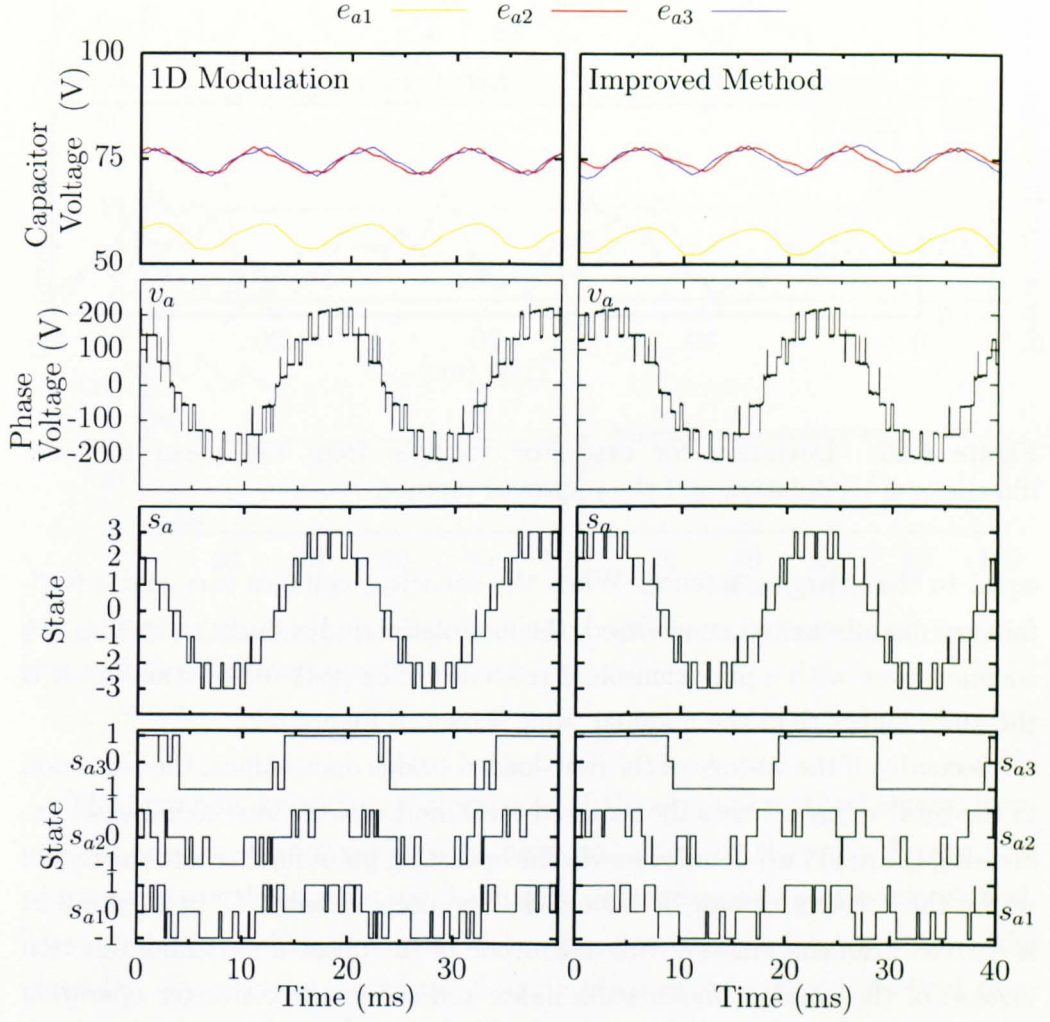 e_a1 e_a2 e_a3
1D Modulation
Improved Method
Capacitor Voltage (V)
100
75
50
v_a
v_a
Phase Voltage (V)
200
100
0
-100
-200
s_a
s_a
State
3
2
1
0
-1
-2
-3
State
1
0
s_a3
-1
1
0
s_a2
-1
1
s_a1 0
-1
s_a3
s_a2
s_a1
0 10 20 30 0 10 20 30 40
Time (ms) Time (ms)